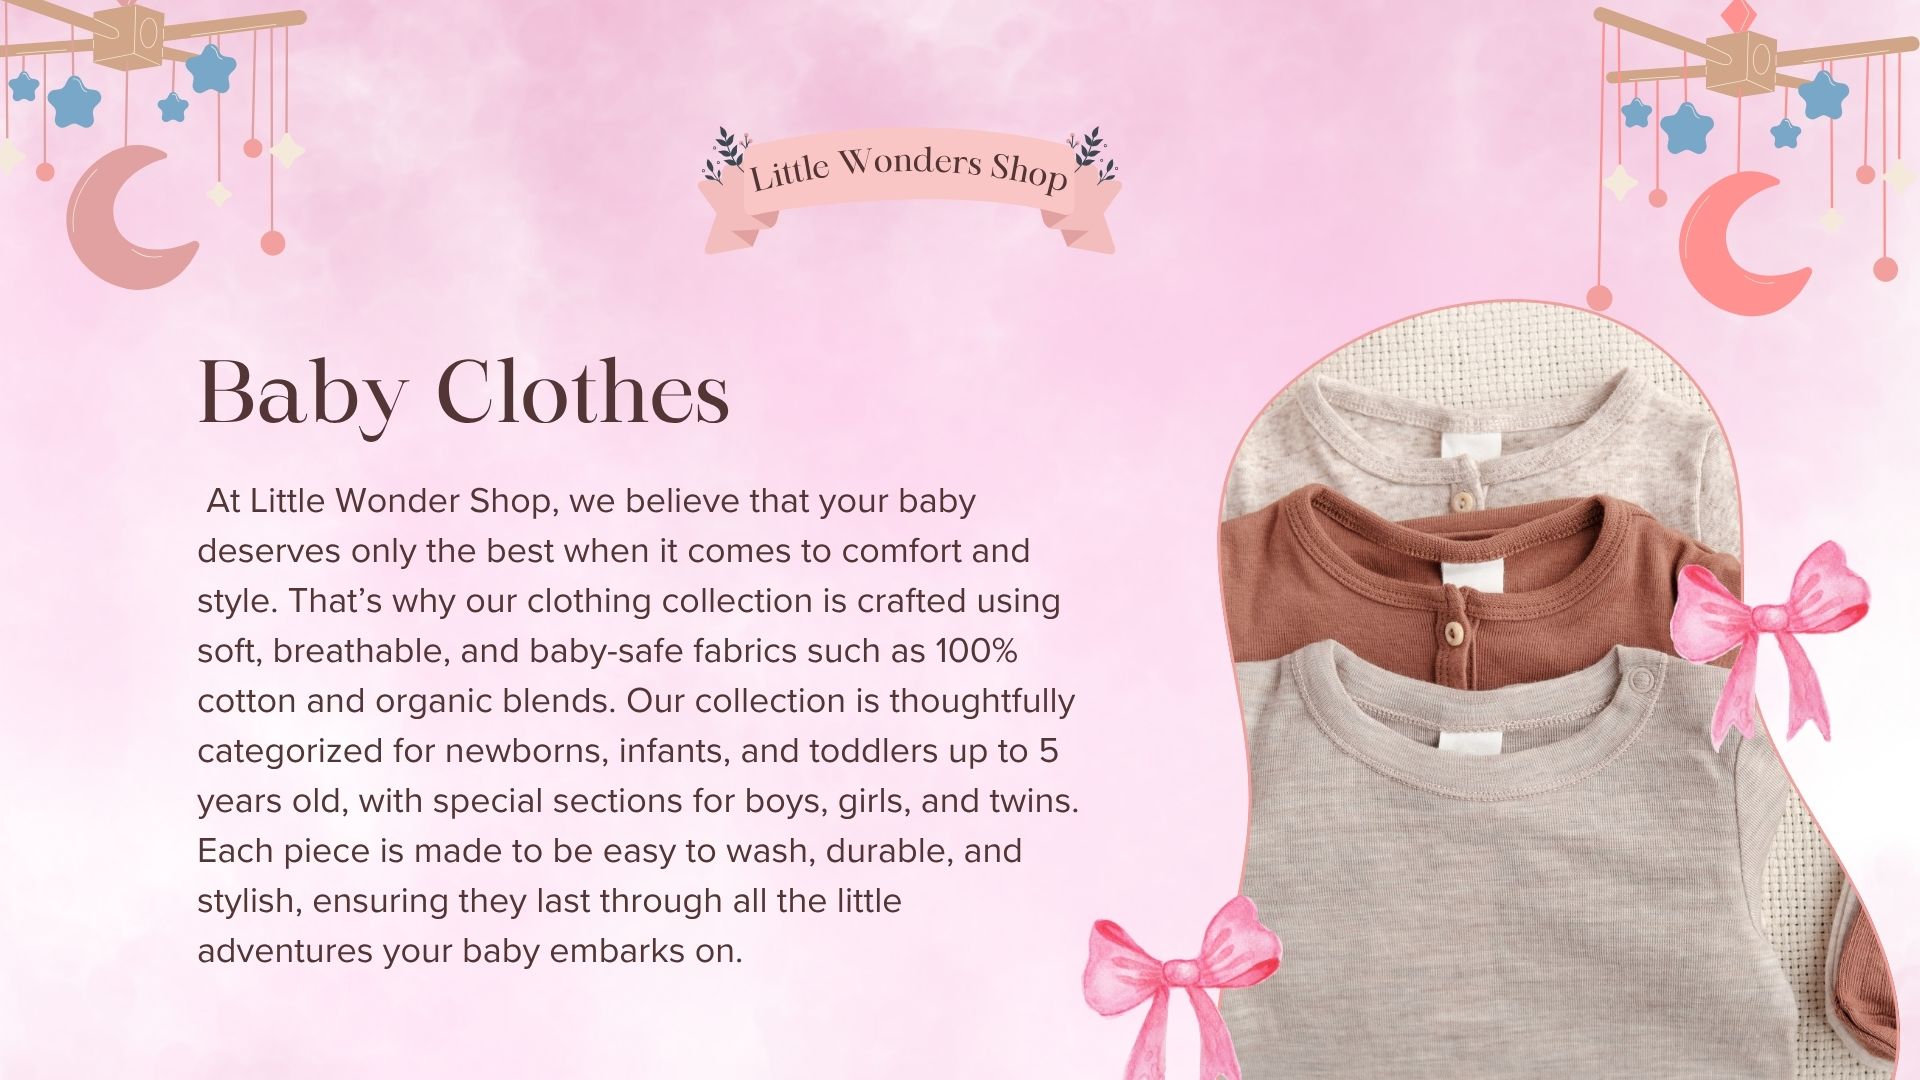 Little Wonders Shop
Baby Clothes
At Little Wonder Shop, we believe that your baby
deserves only the best when it comes to comfort and
style. That’s why our clothing collection is crafted using
soft, breathable, and baby-safe fabrics such as 100%
cotton and organic blends. Our collection is thoughtfully
categorized for newborns, infants, and toddlers up to 5
years old, with special sections for boys, girls, and twins.
Each piece is made to be easy to wash, durable, and
stylish, ensuring they last through all the little
adventures your baby embarks on.